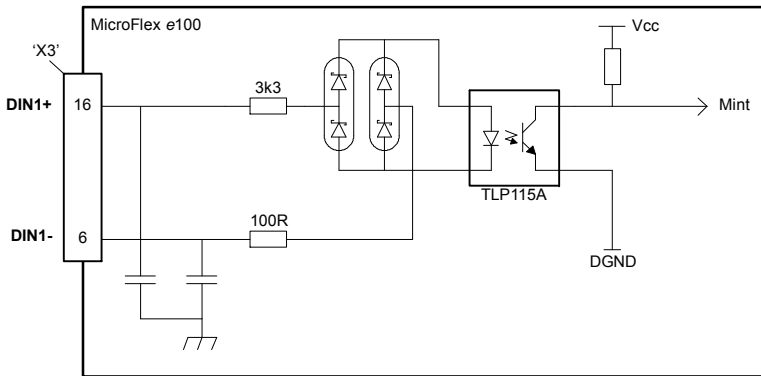 MicroFlex e100
'X3'
Vcc
3k3
DIN1+
16
Mint
TLP115A
100R
DIN1-
6
DGND